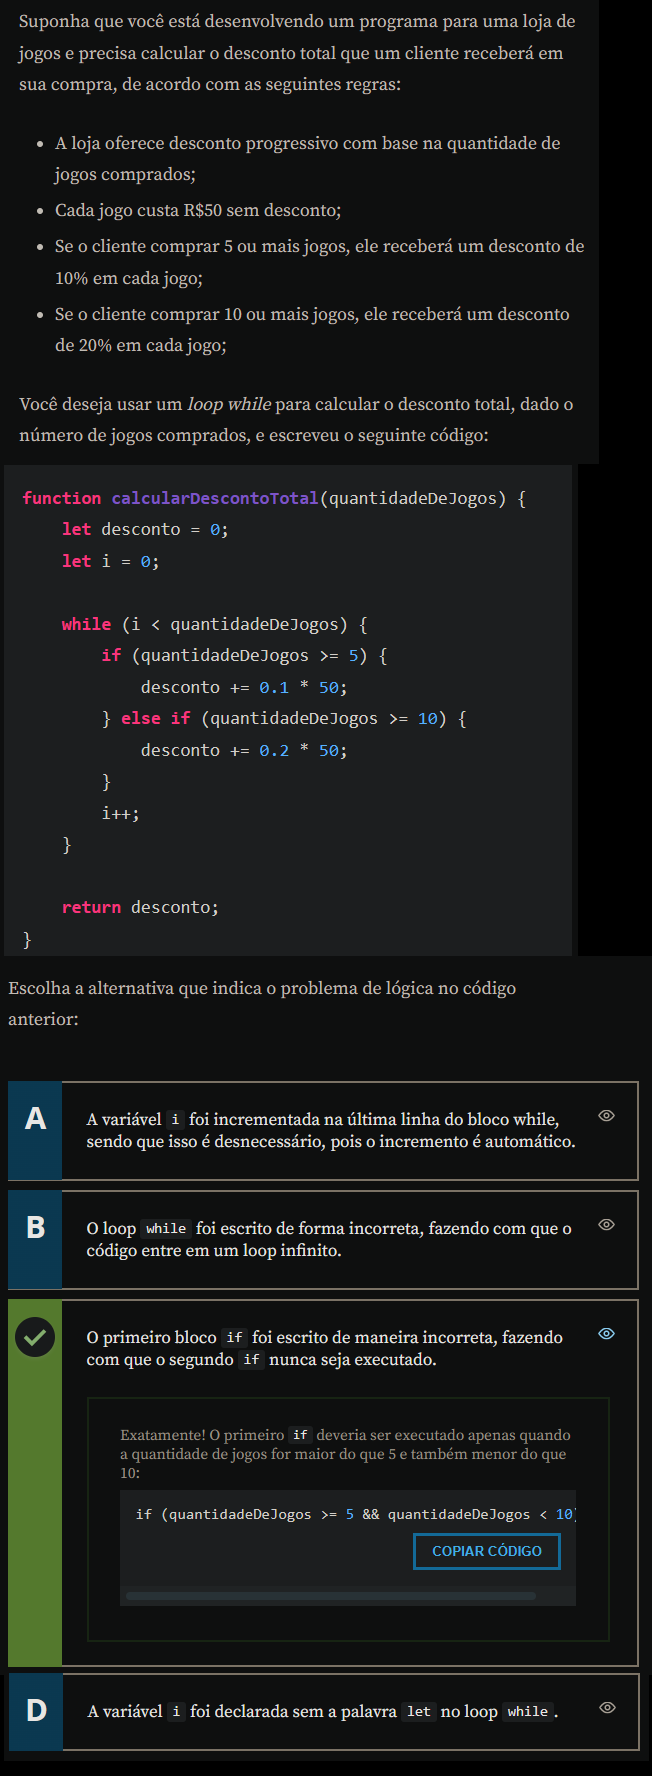 Suponha que você está desenvolvendo um programa para uma loja de
jogos e precisa calcular o desconto total que um cliente receberá em
sua compra, de acordo com as seguintes regras:
• A loja oferece desconto progressivo com base na quantidade de
jogos comprados;
• Cada jogo custa R$50 sem desconto;
• Se o cliente comprar 5 ou mais jogos, ele receberá um desconto de
10% em cada jogo;
• Se o cliente comprar 10 ou mais jogos, ele receberá um desconto
de 20% em cada jogo;
Você deseja usar um loop while para calcular o desconto total, dado o
número de jogos comprados, e escreveu o seguinte código:
function calcularDescontoTotal(quantidadeDeJogos) {
    let desconto = 0;
    let i = 0;
    while (i < quantidadeDeJogos) {
        if (quantidadeDeJogos >= 5) {
            desconto += 0.1 * 50;
        } else if (quantidadeDeJogos >= 10) {
            desconto += 0.2 * 50;
        }
        i++;
    }
    return desconto;
}
Escolha a alternativa que indica o problema de lógica no código
anterior:
A
A variável i foi incrementada na última linha do bloco while,
sendo que isso é desnecessário, pois o incremento é automático.
B
O loop while foi escrito de forma incorreta, fazendo com que o
código entre em um loop infinito.
O primeiro bloco if foi escrito de maneira incorreta, fazendo
com que o segundo if nunca seja executado.
Exatamente! O primeiro if deveria ser executado apenas quando
a quantidade de jogos for maior do que 5 e também menor do que
10:
if (quantidadeDeJogos >= 5 && quantidadeDeJogos < 10)
COPIAR CÓDIGO
D
A variável i foi declarada sem a palavra let no loop while.